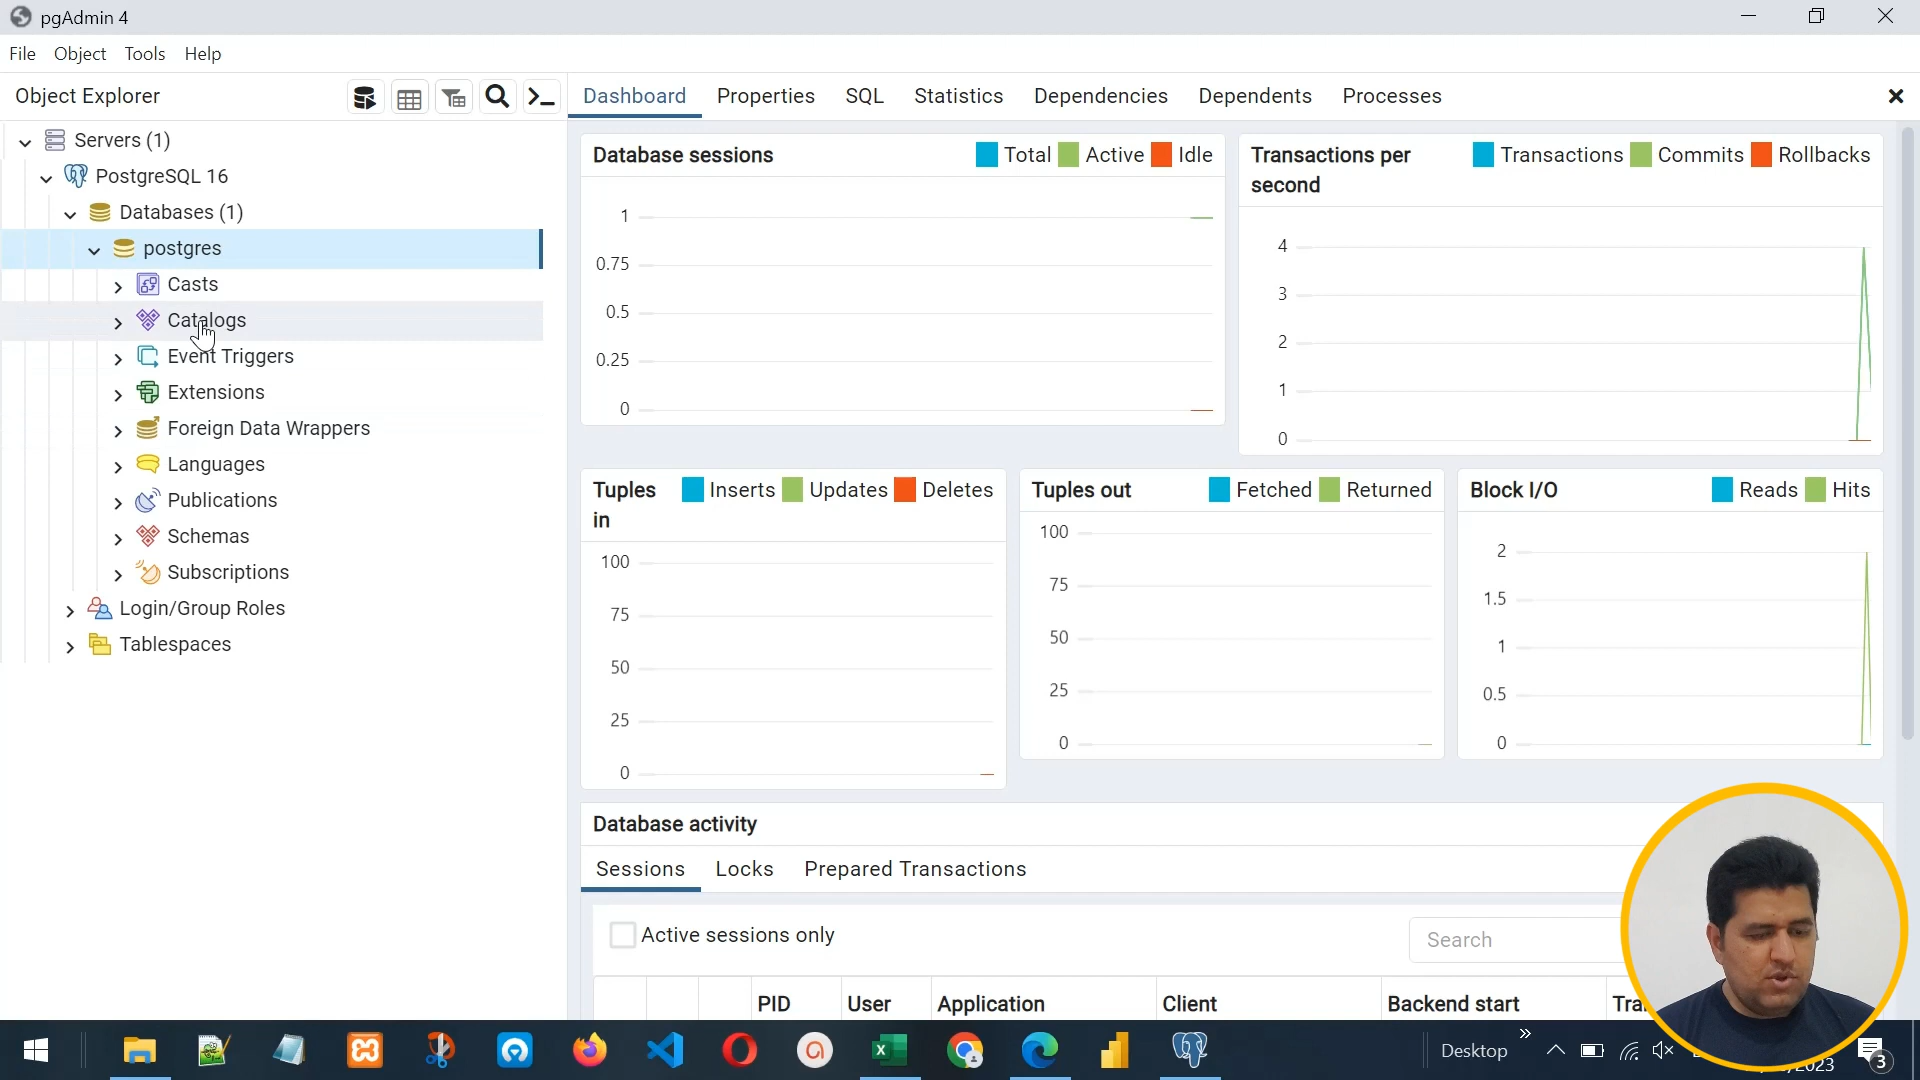 pgAdmin 4
File Object Tools Help
Object Explorer
Dashboard Properties SQL Statistics Dependencies Dependents Processes
Servers (1)
PostgreSQL 16
Databases (1)
postgres
Casts
Catalogs
Event Triggers
Extensions
Foreign Data Wrappers
Languages
Publications
Schemas
Subscriptions
Login/Group Roles
Tablespaces
Database sessions
Total Active Idle
1
0.75
0.5
0.25
0
Transactions per
second
Transactions Commits Rollbacks
4
3
2
1
0
Tuples
in
Inserts Updates Deletes
100
75
50
25
0
Tuples out
Fetched Returned
100
75
50
25
0
Block I/O
Reads Hits
2
1.5
1
0.5
0
Database activity
Sessions Locks Prepared Transactions
Active sessions only
Search
PID User Application Client Backend start
Desktop
3